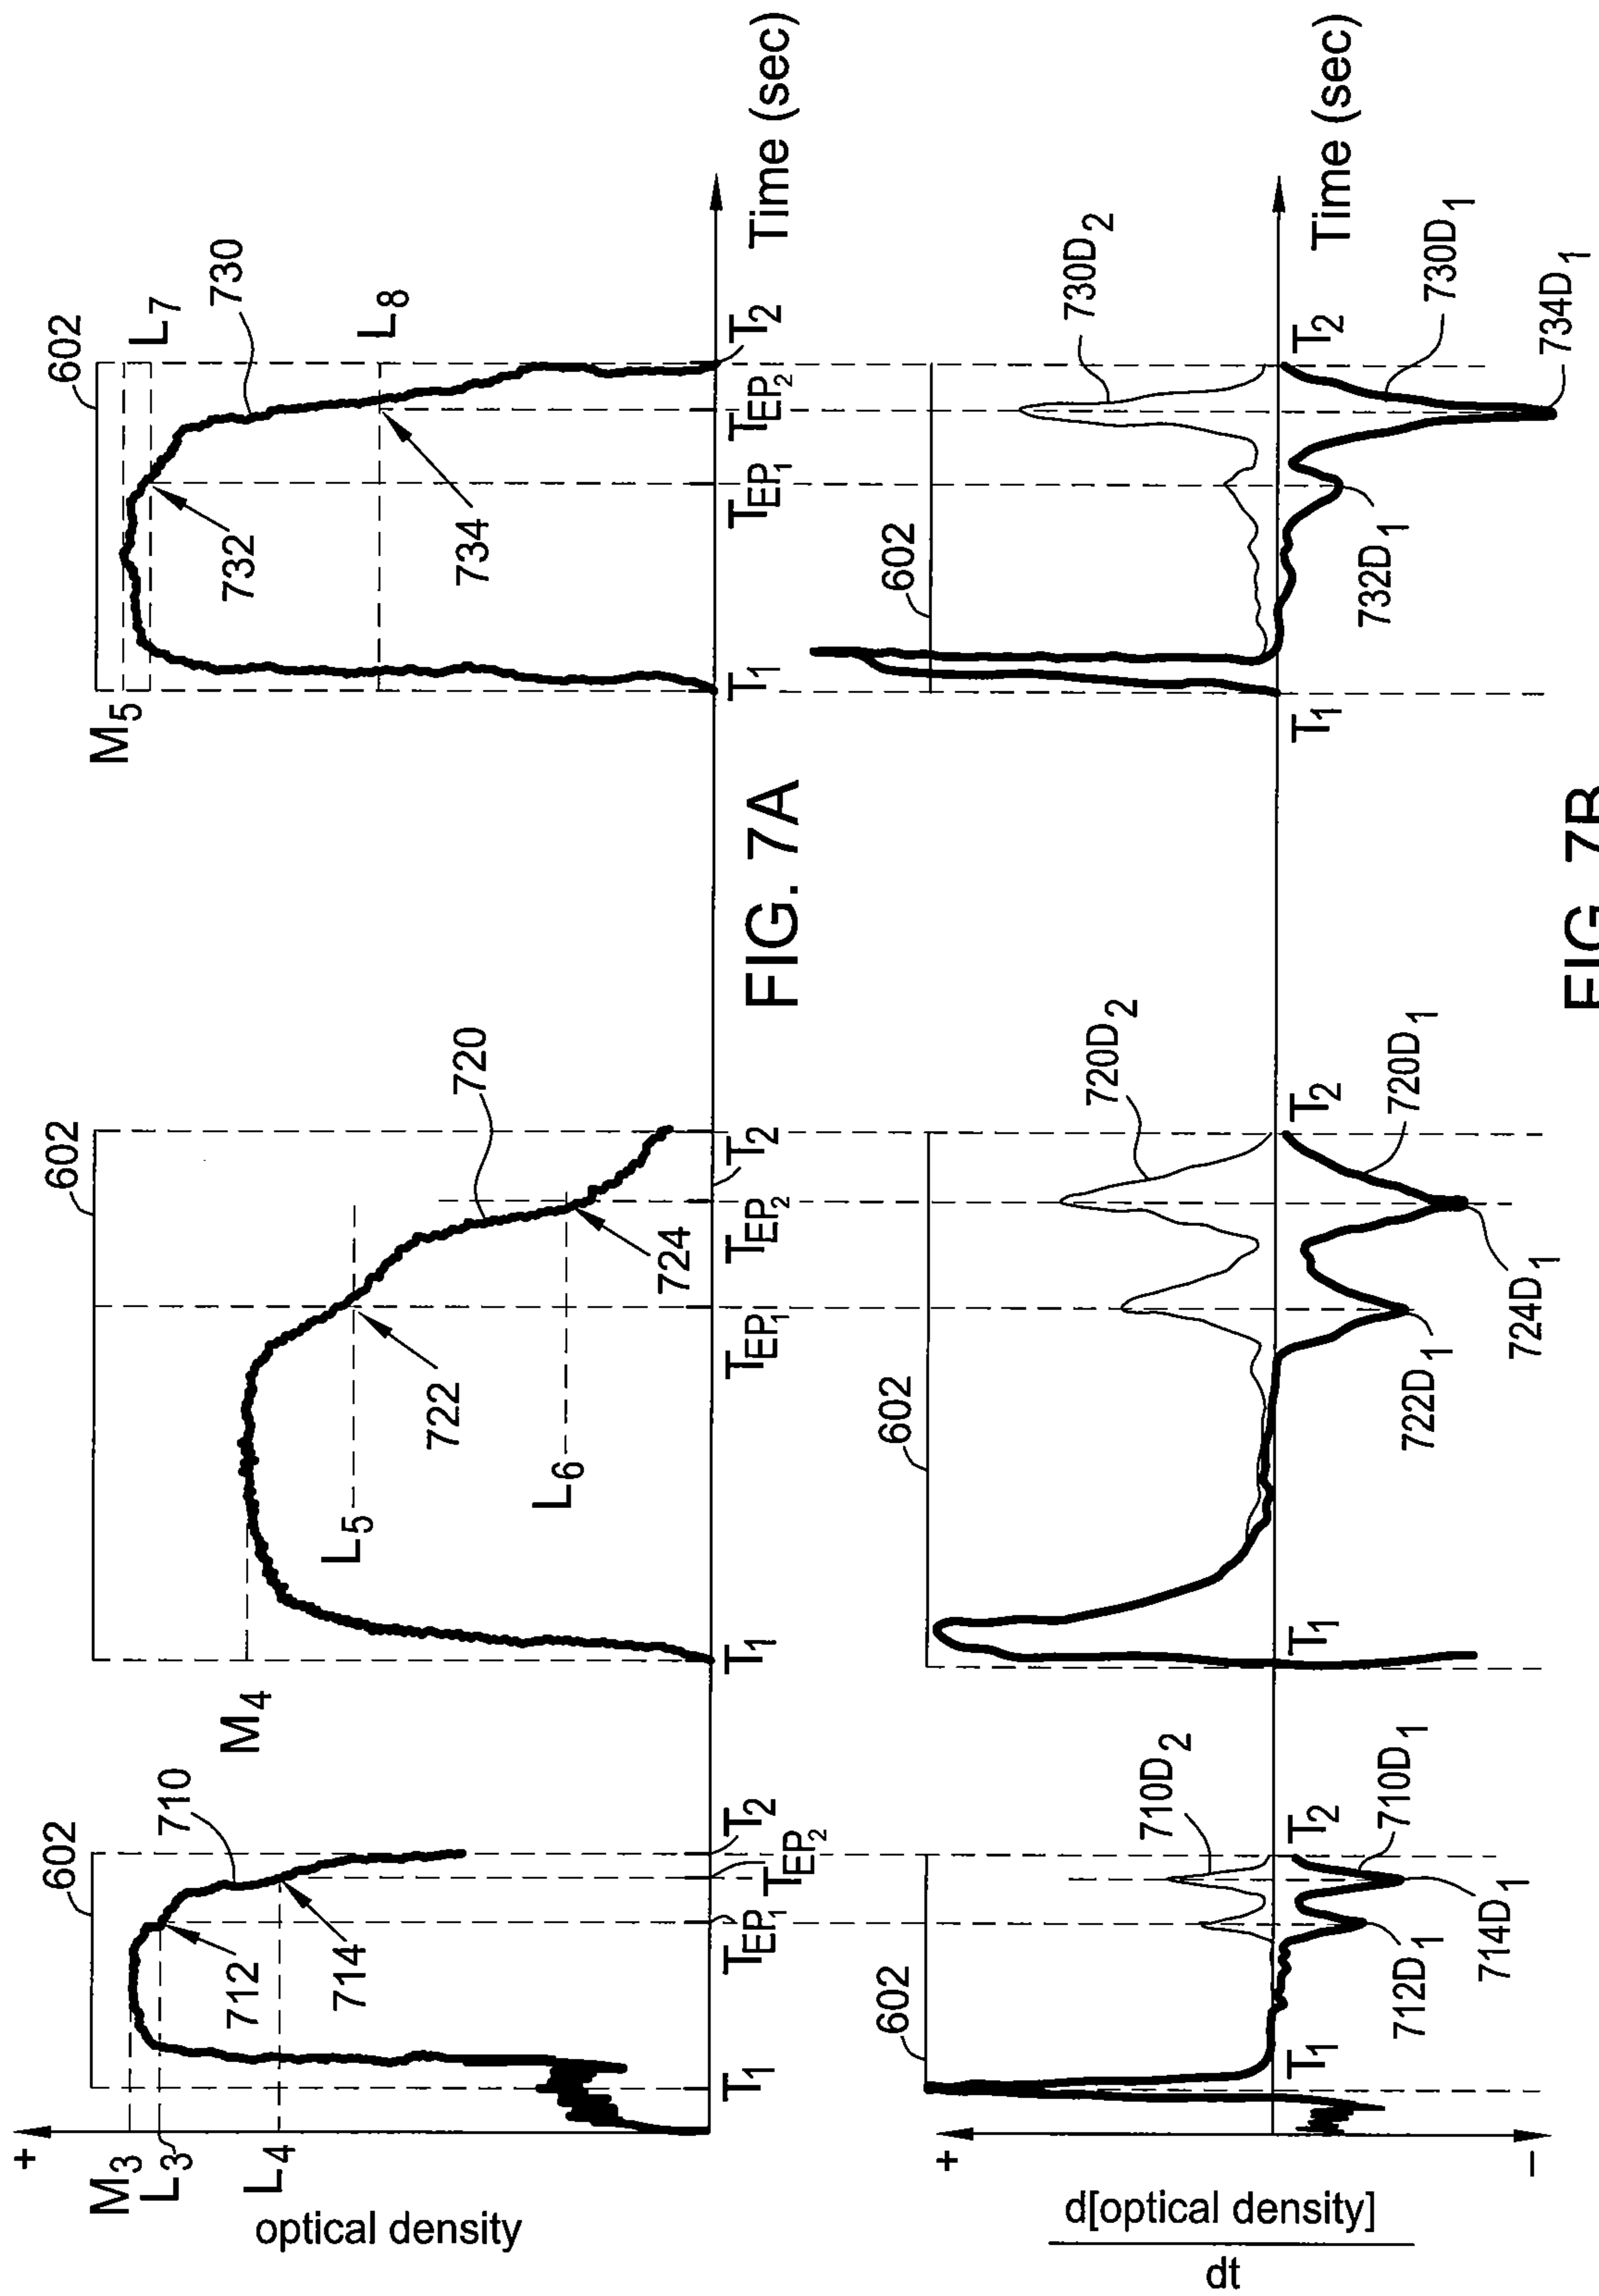 +
M3
L3
L4
optical density
602
710
712
714
T1
TEP1
TEP2
T2
602
M4
720
L5
722
L6
724
T1
TEP1
TEP2
T2
602
M5
L7
730
732
L8
734
T1
TEP1
TEP2
T2
Time (sec)
FIG. 7A
+
d[optical density]
dt
−
602
T1
710D2
T2
710D1
712D1
714D1
602
T1
720D2
T2
720D1
722D1
724D1
602
T1
730D2
T2
730D1
732D1
734D1
Time (sec)
FIG. 7B